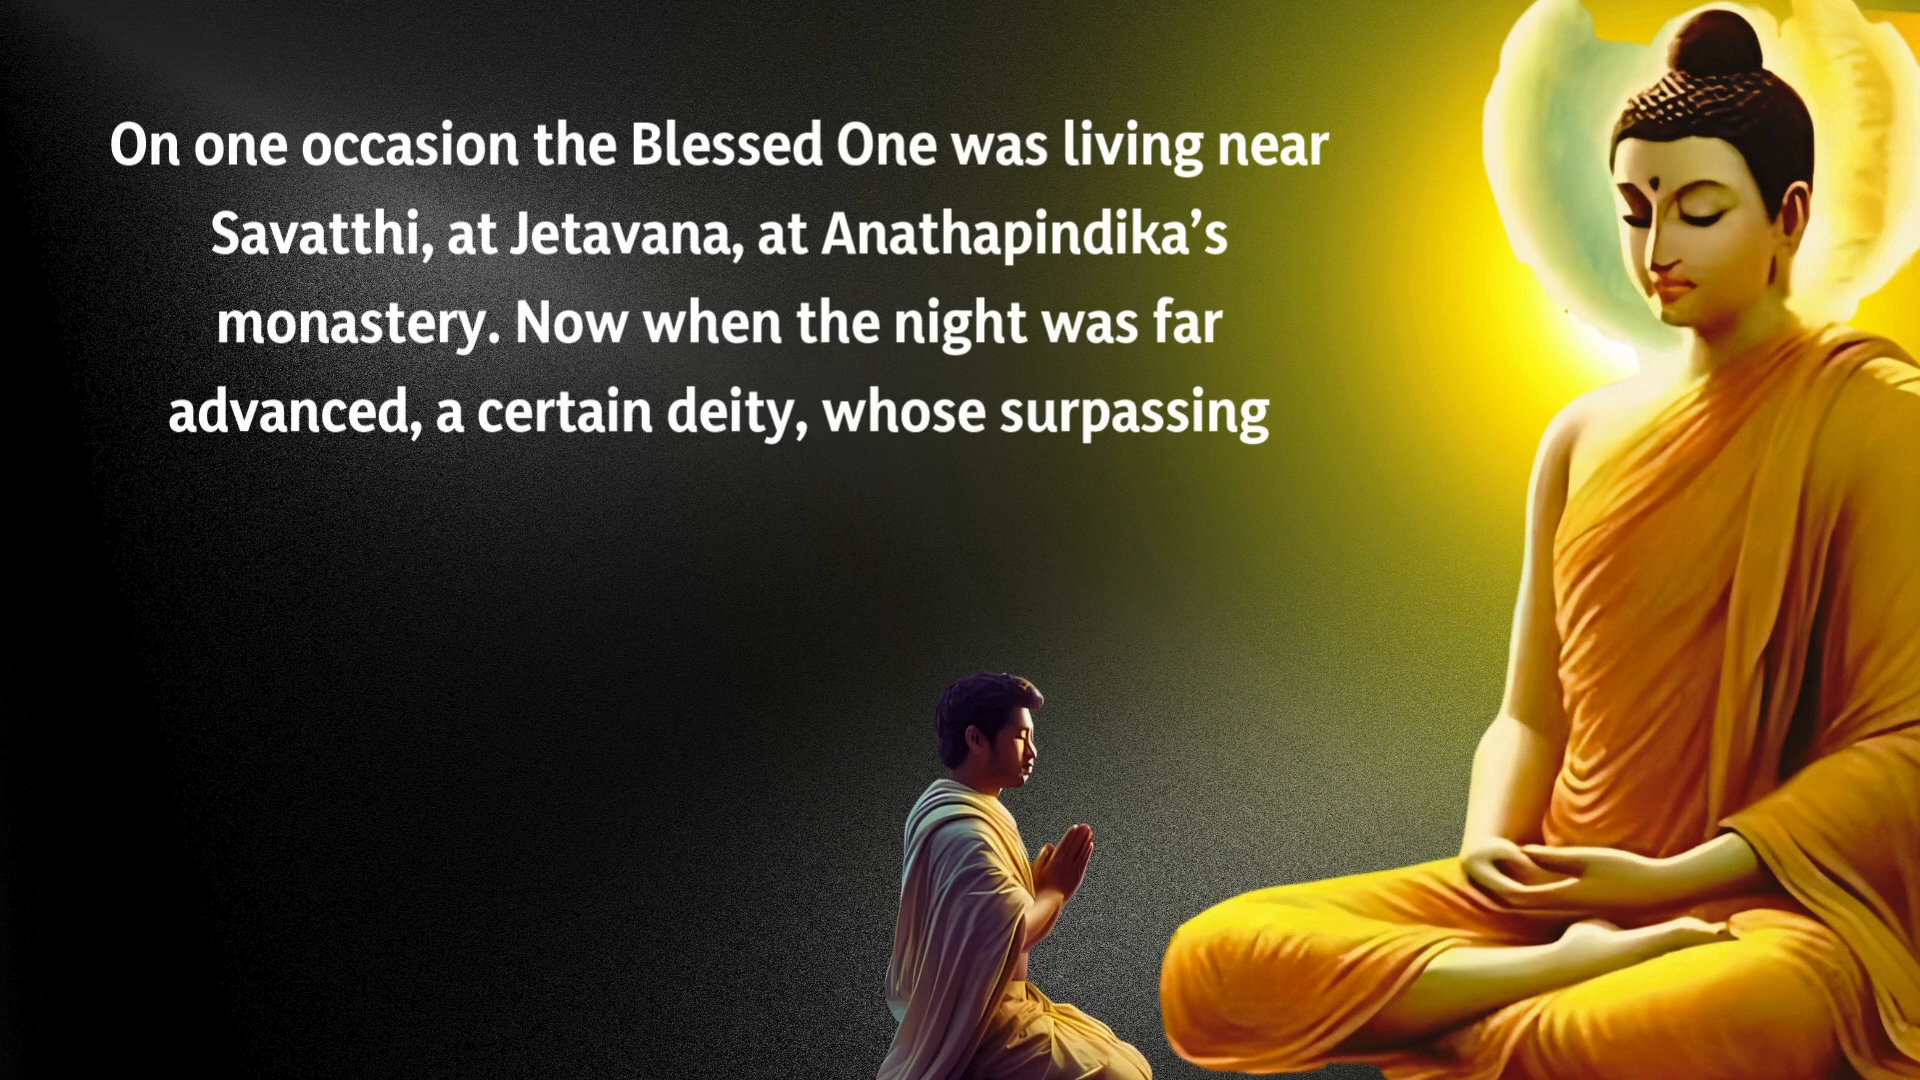 On one occasion the Blessed One was living near
Savatthi, at Jetavana, at Anathapindika’s
monastery. Now when the night was far
advanced, a certain deity, whose surpassing